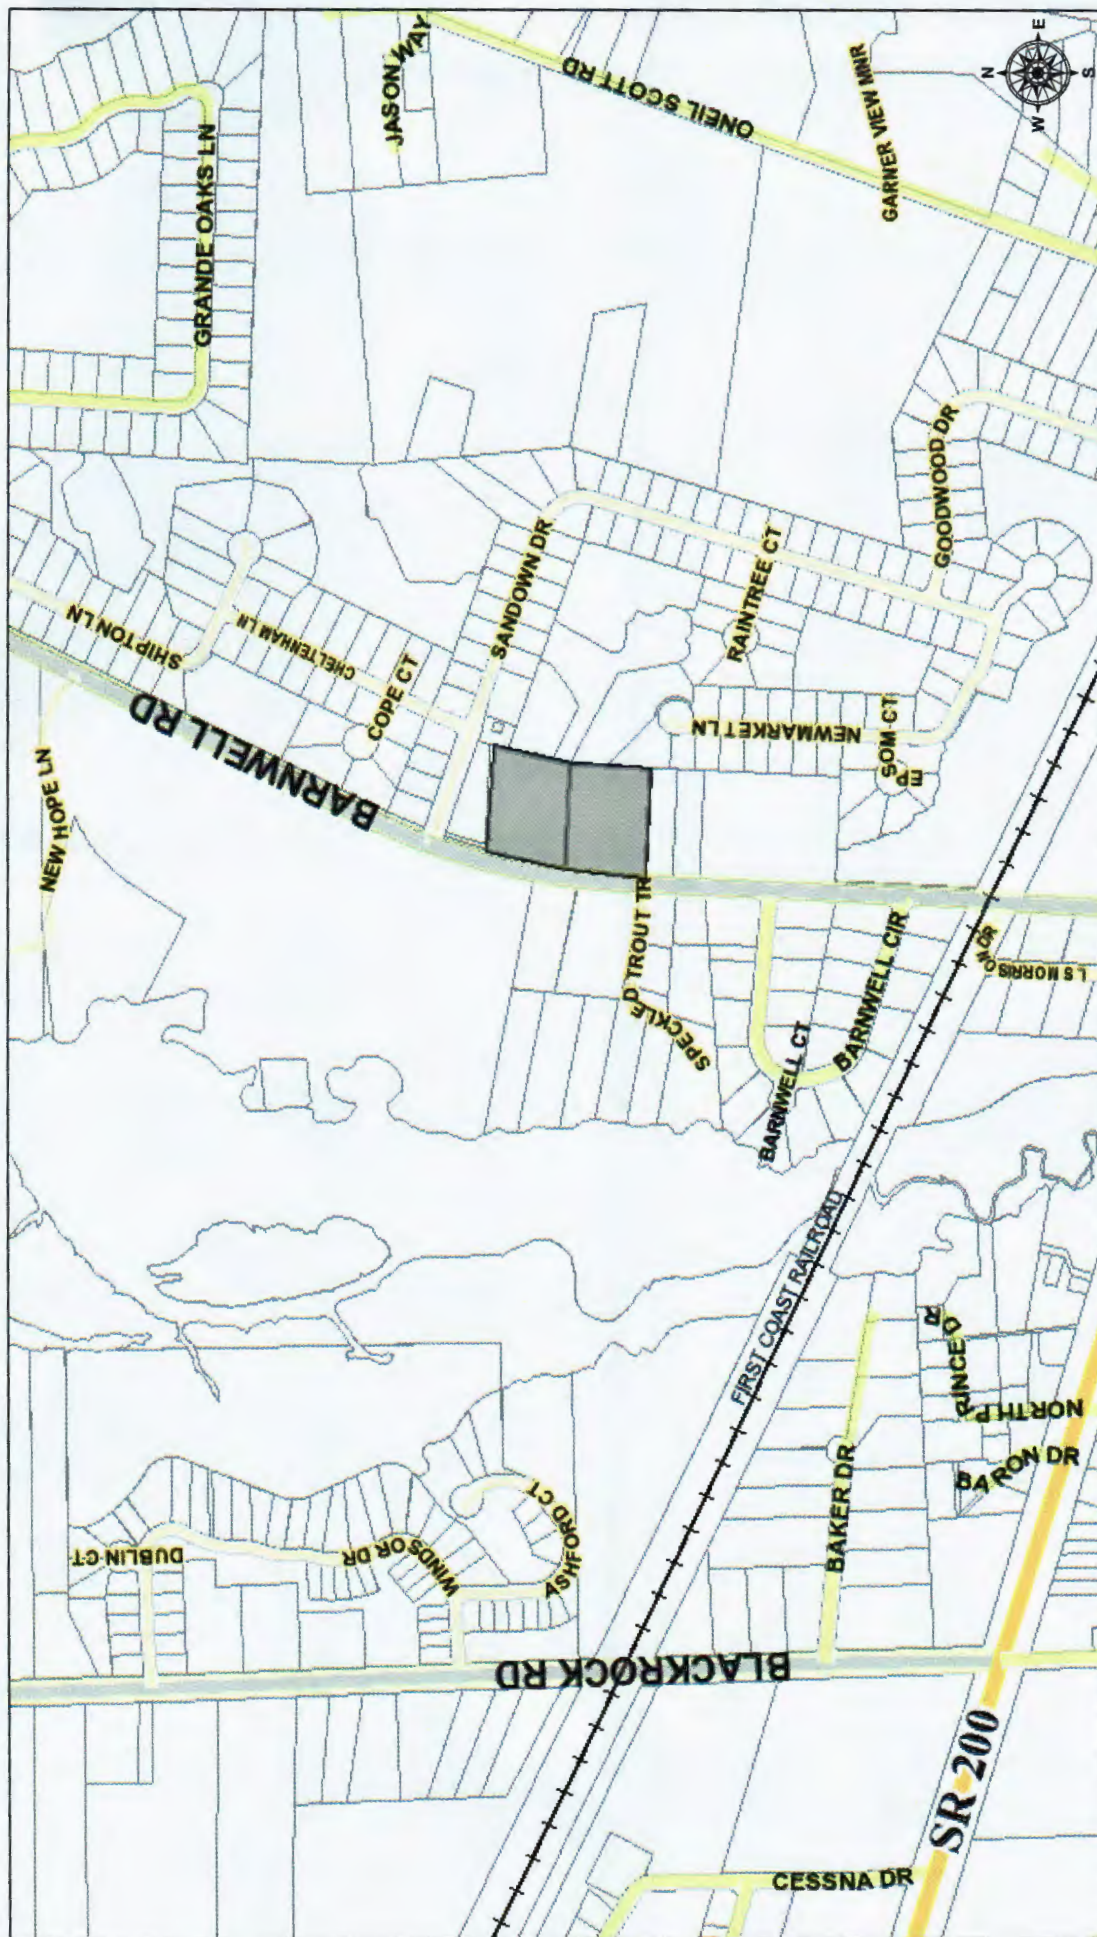 GRANDE OAKS LN
JASON WAY
ONEIL SCOTT RD
GARNER VIEW MNR
N
E
S
W
SHIPTON LN
CHELTENHAM LN
COPE CT
SANDOWN DR
RAINTREE CT
GOODWOOD DR
NEWMARKET LN
EPSOM CT
BARNWELL RD
NEW HOPE LN
SPECKLED TROUT TR
BARNWELL CIR
BARNWELL CT
L S MORRISON DR
FIRST COAST RAILROAD
NORTH PRINCE DR
BARON DR
BAKER DR
DUBLIN CT
WINDSOR DR
ASHFORD CT
BLACKROCK RD
SR 200
CESSNA DR